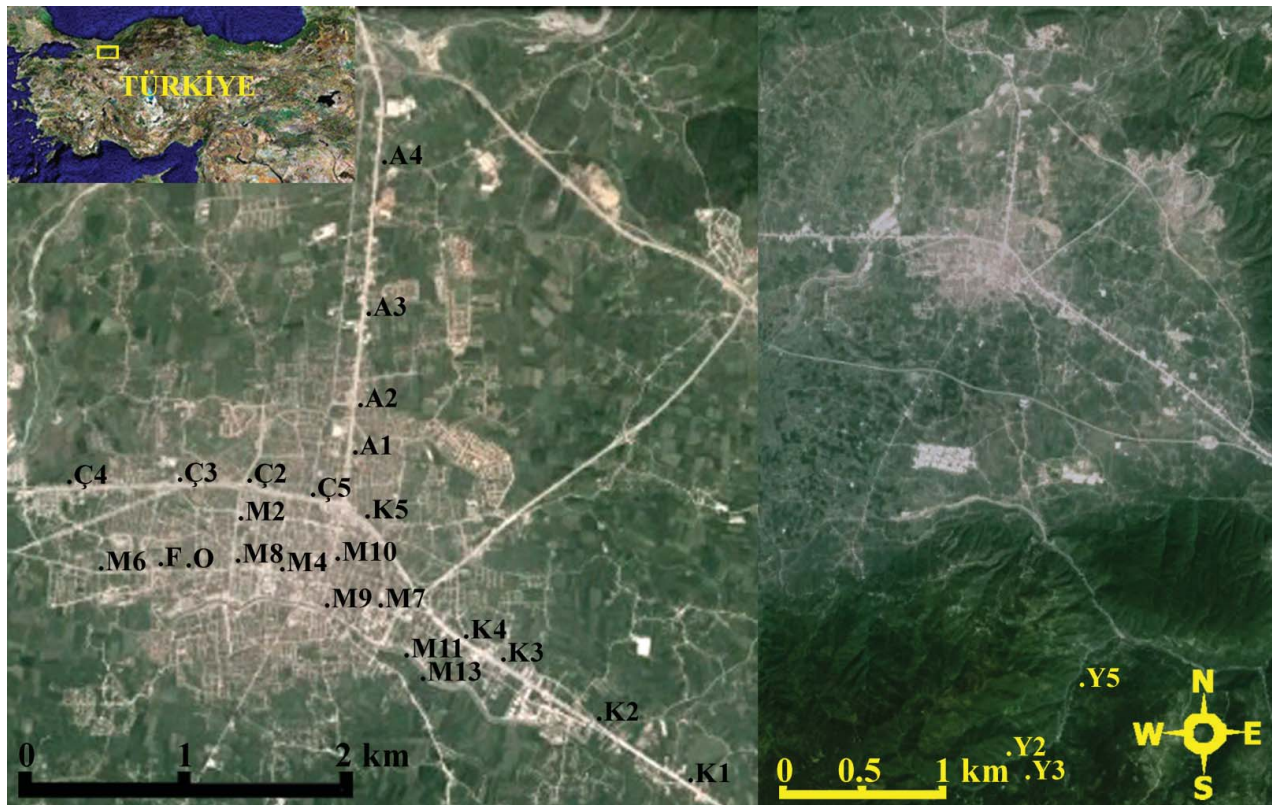 TÜRKİYE
.A4
.A3
.A2
.A1
.Ç4
.Ç3
.Ç2
.Ç5
.K5
.M2
.M6
.F
.O
.M8
.M4
.M10
.M9
.M7
.K4
.M11
.K3
.M13
.K2
.K1
0 1 2 km
.Y5
.Y2
.Y3
0 0.5 1 km
N
W E
S